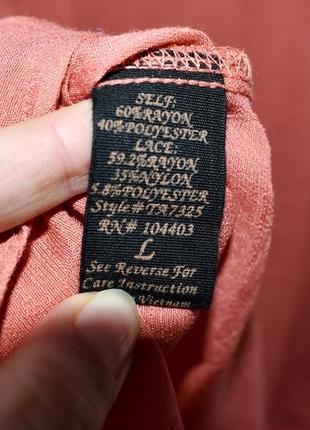 SELF:
60%RAYON
40%POLYESTER
LACE:
59.2%RAYON
35%NYLON
5.8%POLYESTER
Style# TR7325
RN# 104403
L
See Reverse For
Care Instruction
Vietnam